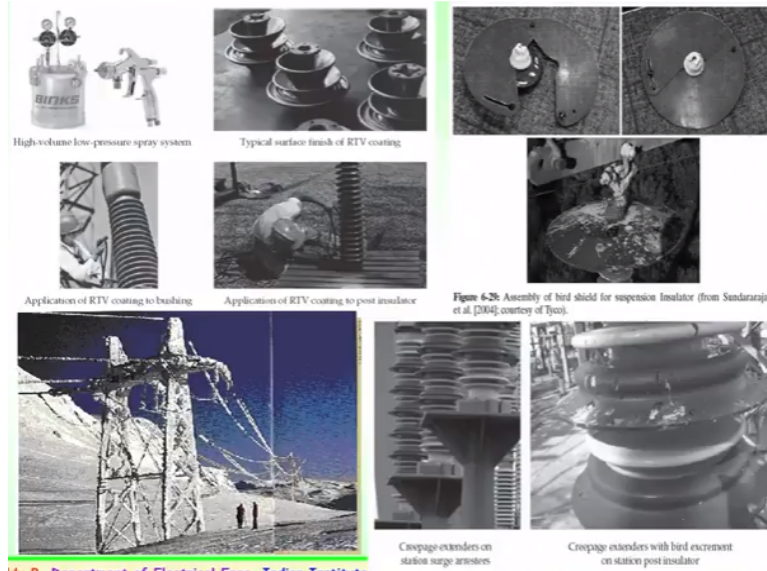 BINKS
High-volume low-pressure spray system
Typical surface finish of RTV coating
Application of RTV coating to bushing
Application of RTV coating to post insulator
Figure 6-29: Assembly of bird shield for suspension Insulator (from Sundararaja
et al. [2004]; courtesy of Tyco).
Creepage extenders on
station surge arresters
Creepage extenders with bird excrement
on station post insulator
Department of Electrical Engg Indian Institute